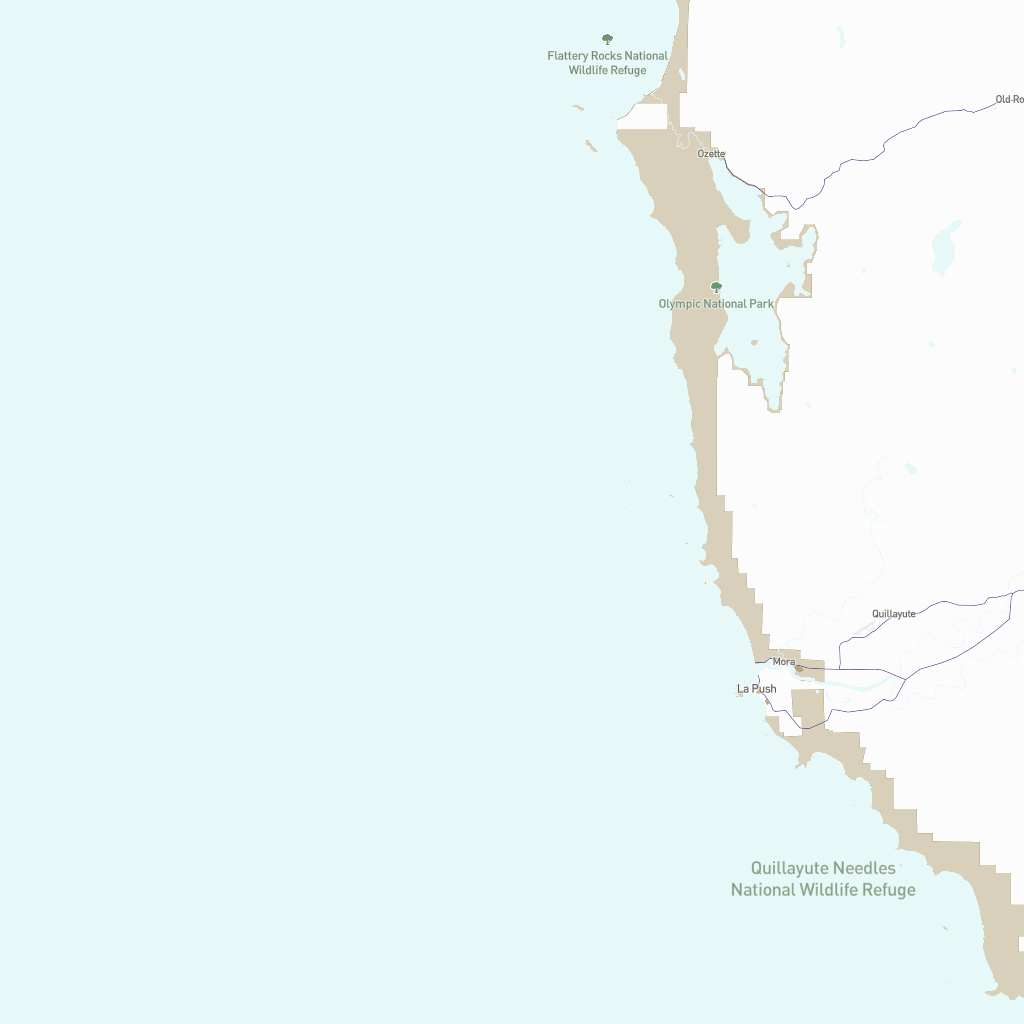 Flattery Rocks National
Wildlife Refuge
Old-Ro
Ozette
Olympic National Park
Quillayute
Mora
La Push
Quillayute Needles
National Wildlife Refuge